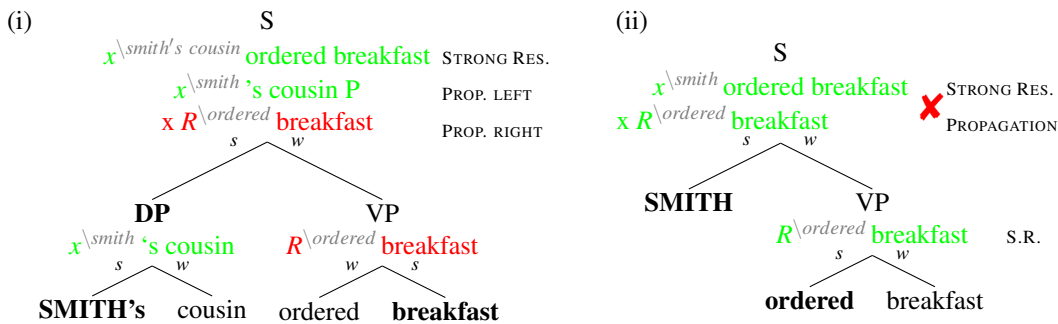 (i)
S
x\smith's cousin ordered breakfast STRONG RES.
x\smith 's cousin P PROP. LEFT
x R\ordered breakfast PROP. RIGHT
s w
DP VP
x\smith 's cousin R\ordered breakfast
s w w s
SMITH's cousin ordered breakfast
(ii)
S
x\smith ordered breakfast STRONG RES.
x R\ordered breakfast ✘ PROPAGATION
s w
SMITH VP
R\ordered breakfast S.R.
s w
ordered breakfast